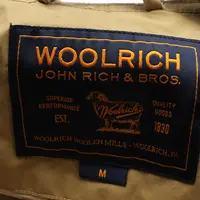 WOOLRICH
JOHN RICH & BROS.
SUPERIOR
PERFORMANCE
EST.
Woolrich
QUALITY
GOODS
1830
WOOLRICH WOOLEN MILLS - WOOLRICH, PA
M